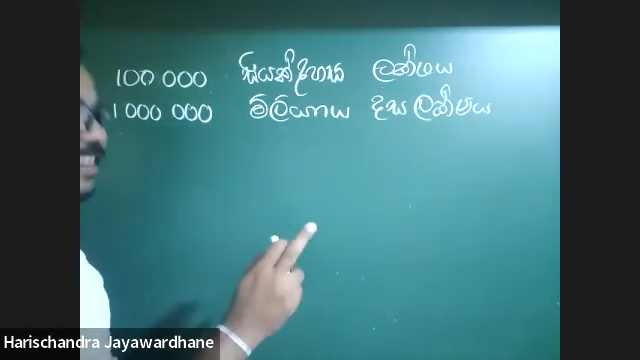 100 000 සියක් දහස ලක්ෂය
1 000 000 මිලියනය දස ලක්ෂය
Harischandra Jayawardhane